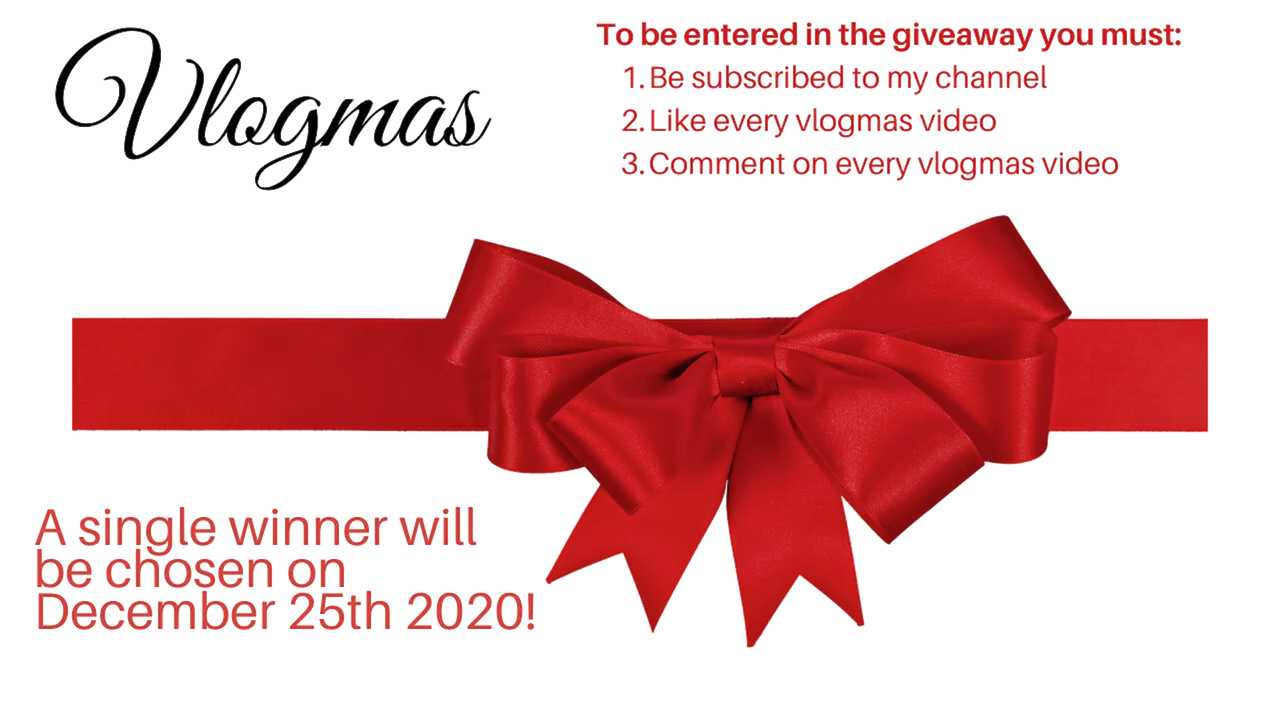 Vlogmas
To be entered in the giveaway you must:
1. Be subscribed to my channel
2. Like every vlogmas video
3. Comment on every vlogmas video
A single winner will
be chosen on
December 25th 2020!